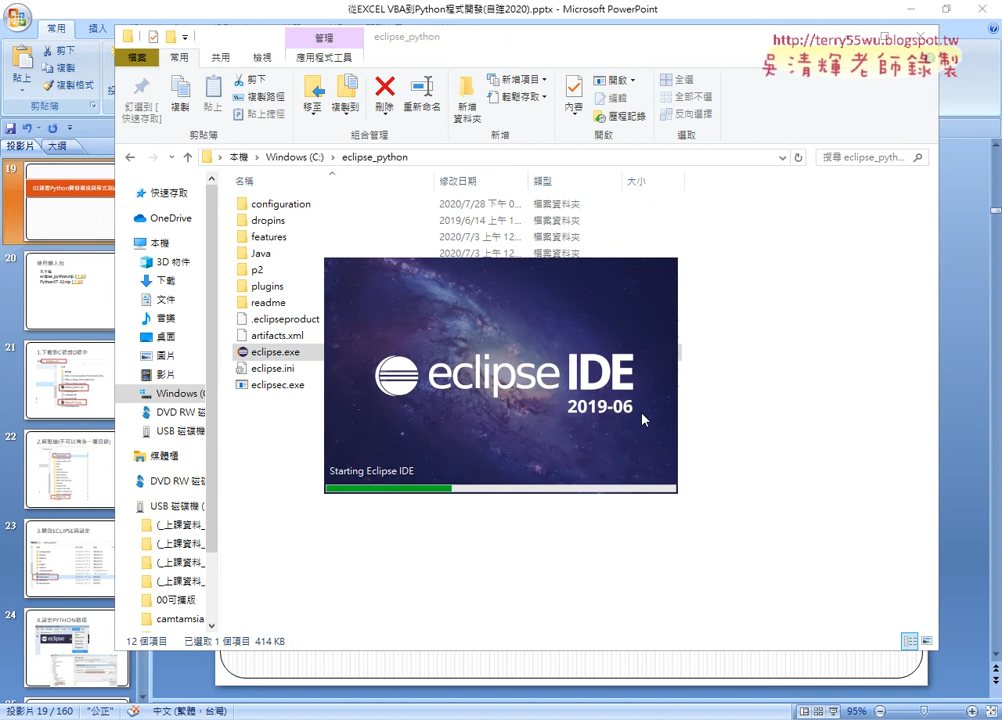 從EXCEL VBA到Python程式開發(自強2020).pptx - Microsoft PowerPoint
常用
插入
剪下
複製
複製格式
貼上
剪貼簿
投影片
大綱
管理
eclipse_python
http://terry55wu.blogspot.tw
吳清輝老師錄製
檔案
常用
共用
檢視
應用程式工具
釘選到 [
快速存取]
複製
貼上
剪下
複製路徑
貼上捷徑
剪貼簿
移至
複製到
刪除
重新命名
組合管理
新增
資料夾
新增項目
輕鬆存取
新增
內容
開啟
編輯
歷程記錄
開啟
全選
全部不選
反向選擇
選取
本機
Windows (C:)
eclipse_python
搜尋 eclipse_pyth...
名稱
修改日期
類型
大小
快速存取
OneDrive
本機
3D 物件
下載
文件
音樂
桌面
圖片
影片
Windows (C
DVD RW 磁
USB 磁碟機
媒體櫃
DVD RW 磁
USB 磁碟機 (
(_上課資料_
(_上課資料_
(_上課資料_
(_上課資料_
00可攜版
camtamsia
configuration 2020/7/28 下午 0... 檔案資料夾
dropins 2019/6/14 上午 1... 檔案資料夾
features 2020/7/3 上午 12... 檔案資料夾
Java 2020/7/3 上午 12... 檔案資料夾
p2
plugins
readme
.eclipseproduct
artifacts.xml
eclipse.exe
eclipse.ini
eclipsec.exe
eclipse IDE
2019-06
Starting Eclipse IDE
12 個項目
已選取 1 個項目 414 KB
19
20
21
22
23
24
投影片 19 / 160
"公正"
中文 (繁體，台灣)
95%